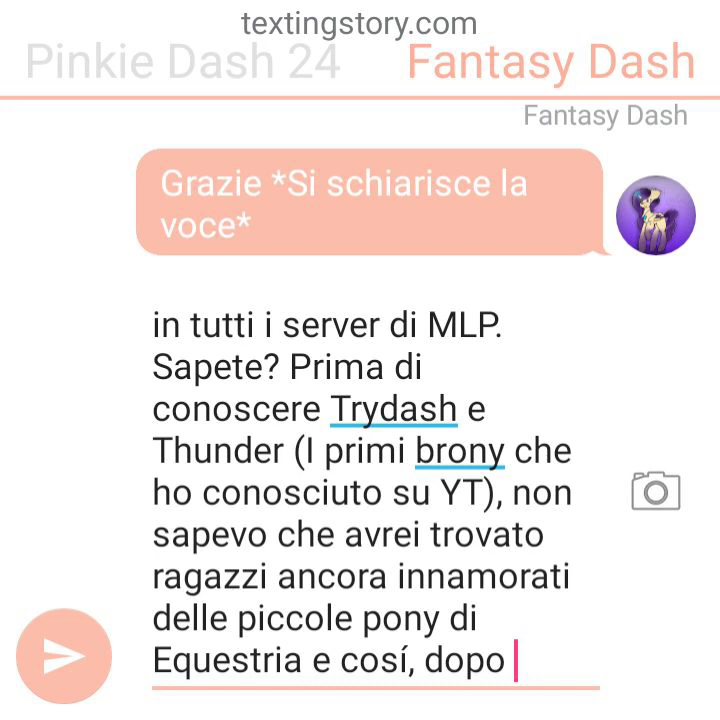 textingstory.com
Pinkie Dash 24 Fantasy Dash
Fantasy Dash
Grazie *Si schiarisce la
voce*
in tutti i server di MLP.
Sapete? Prima di
conoscere Trydash e
Thunder (I primi brony che
ho conosciuto su YT), non
sapevo che avrei trovato
ragazzi ancora innamorati
delle piccole pony di
Equestria e cosí, dopo